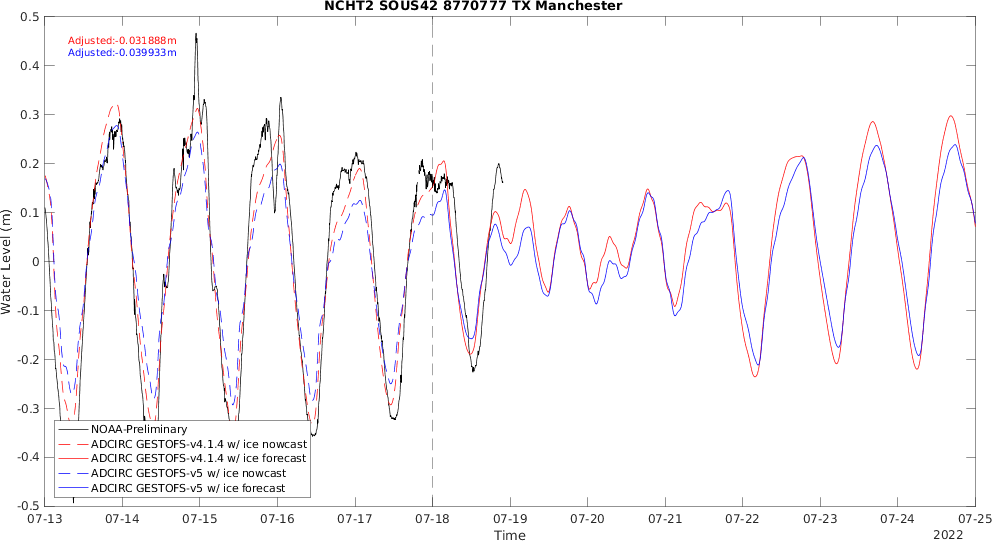 NCHT2 SOUS42 8770777 TX Manchester
Adjusted:-0.031888m
Adjusted:-0.039933m
0.5
0.4
0.3
0.2
0.1
0
-0.1
-0.2
-0.3
-0.4
-0.5
Water Level (m)
NOAA-Preliminary
ADCIRC GESTOFS-v4.1.4 w/ ice nowcast
ADCIRC GESTOFS-v4.1.4 w/ ice forecast
ADCIRC GESTOFS-v5 w/ ice nowcast
ADCIRC GESTOFS-v5 w/ ice forecast
07-13 07-14 07-15 07-16 07-17 07-18 07-19 07-20 07-21 07-22 07-23 07-24 07-25
Time
2022